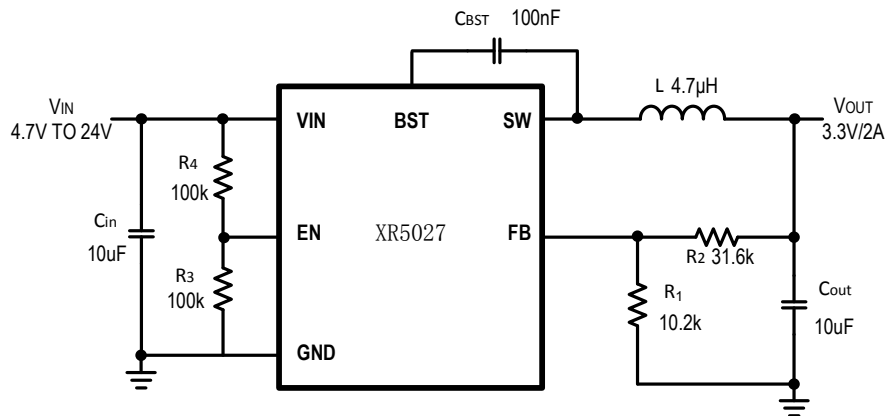 CBST 100nF
L 4.7µH
VIN
4.7V TO 24V
VOUT
3.3V/2A
VIN
BST
SW
R4
100k
Cin
10uF
EN
XR5027
FB
R2 31.6k
R3
100k
R1
10.2k
Cout
10uF
GND